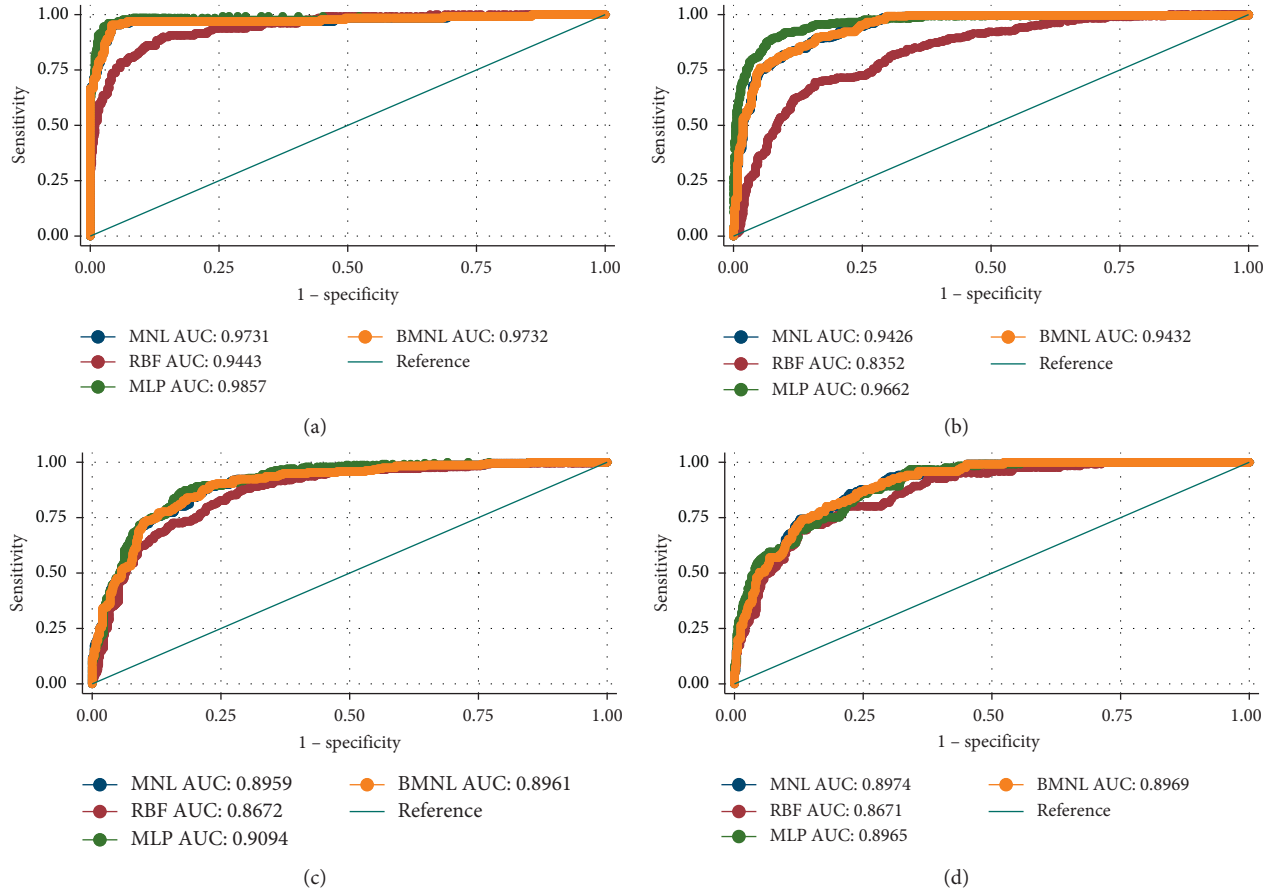 1.00
0.75
0.50
0.25
0.00
Sensitivity
0.00 0.25 0.50 0.75 1.00
1 – specificity
MNL AUC: 0.9731
RBF AUC: 0.9443
MLP AUC: 0.9857
BMNL AUC: 0.9732
Reference
(a)
1.00
0.75
0.50
0.25
0.00
Sensitivity
0.00 0.25 0.50 0.75 1.00
1 – specificity
MNL AUC: 0.9426
RBF AUC: 0.8352
MLP AUC: 0.9662
BMNL AUC: 0.9432
Reference
(b)
1.00
0.75
0.50
0.25
0.00
Sensitivity
0.00 0.25 0.50 0.75 1.00
1 – specificity
MNL AUC: 0.8959
RBF AUC: 0.8672
MLP AUC: 0.9094
BMNL AUC: 0.8961
Reference
(c)
1.00
0.75
0.50
0.25
0.00
Sensitivity
0.00 0.25 0.50 0.75 1.00
1 – specificity
MNL AUC: 0.8974
RBF AUC: 0.8671
MLP AUC: 0.8965
BMNL AUC: 0.8969
Reference
(d)